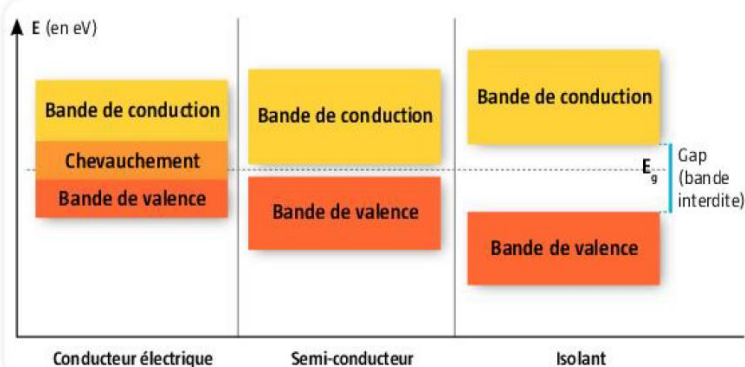 E (en eV)
Bande de conduction
Chevauchement
Bande de valence
Bande de conduction
Bande de valence
Bande de conduction
Eg
Gap
(bande
interdite)
Bande de valence
Conducteur électrique
Semi-conducteur
Isolant